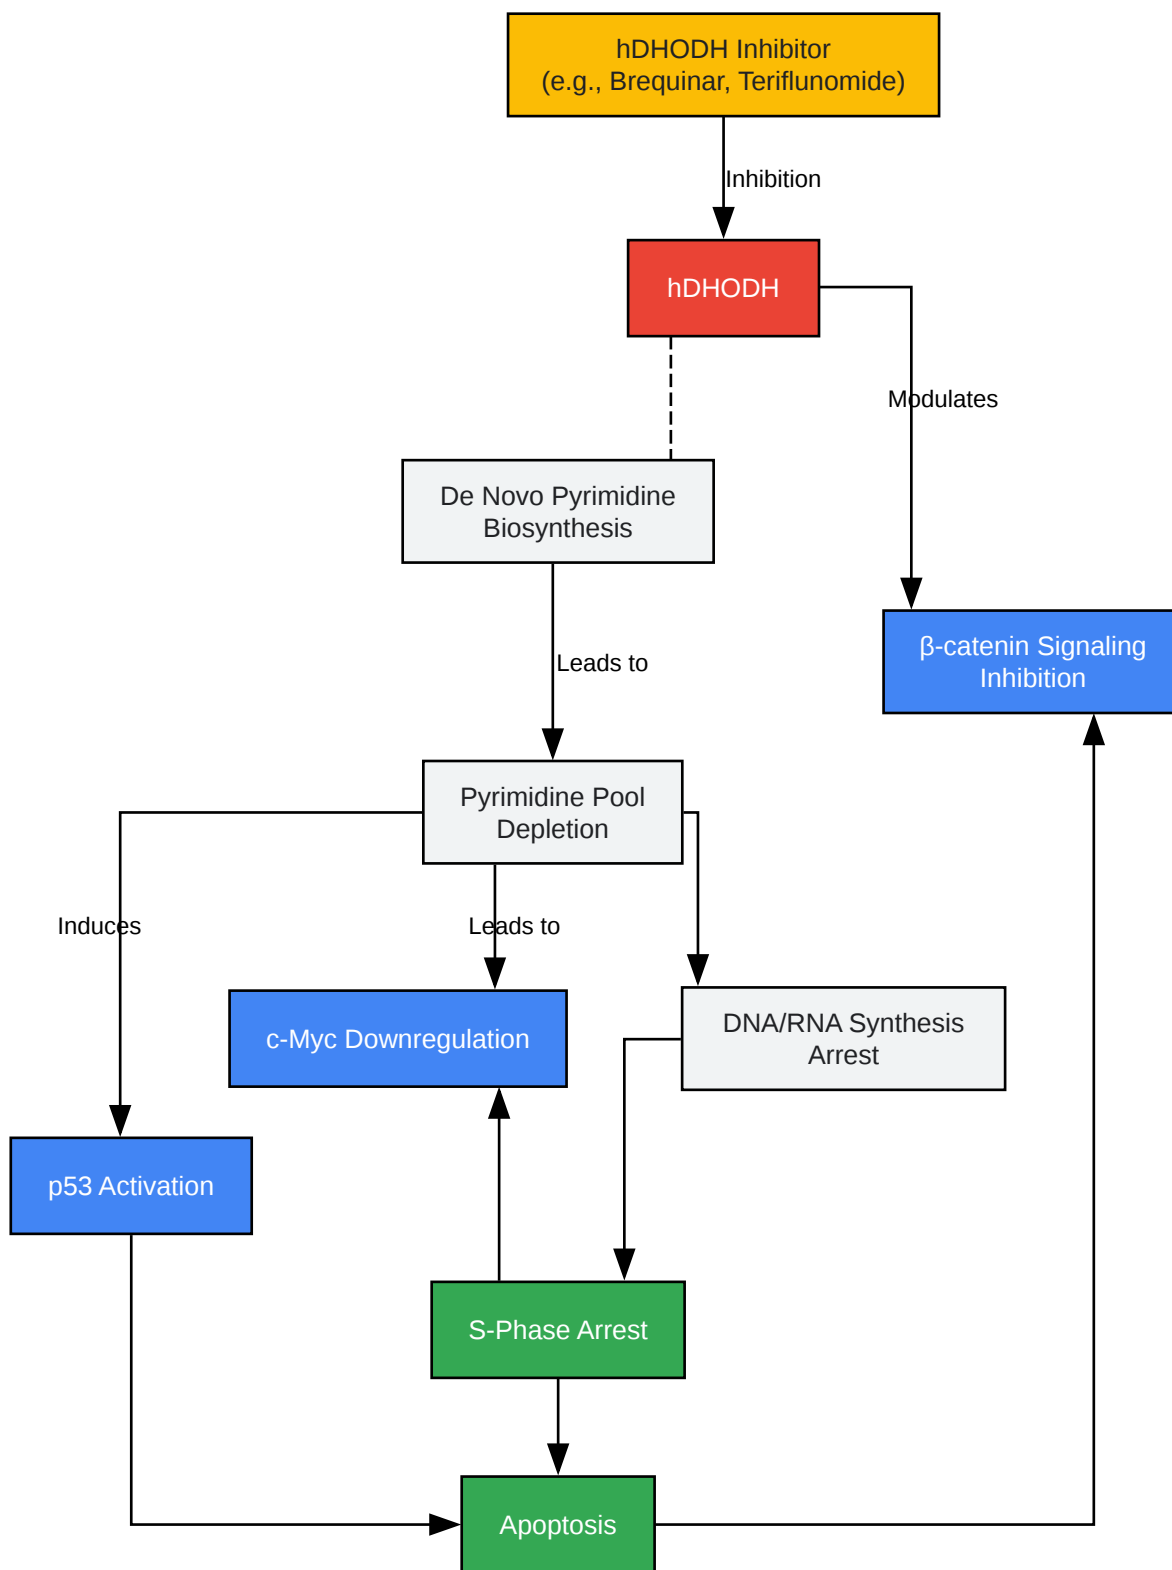 hDHODH Inhibitor
(e.g., Brequinar, Teriflunomide)
Inhibition
hDHODH
Modulates
De Novo Pyrimidine
Biosynthesis
β-catenin Signaling
Inhibition
Leads to
Pyrimidine Pool
Depletion
Induces
Leads to
c-Myc Downregulation
DNA/RNA Synthesis
Arrest
p53 Activation
S-Phase Arrest
Apoptosis